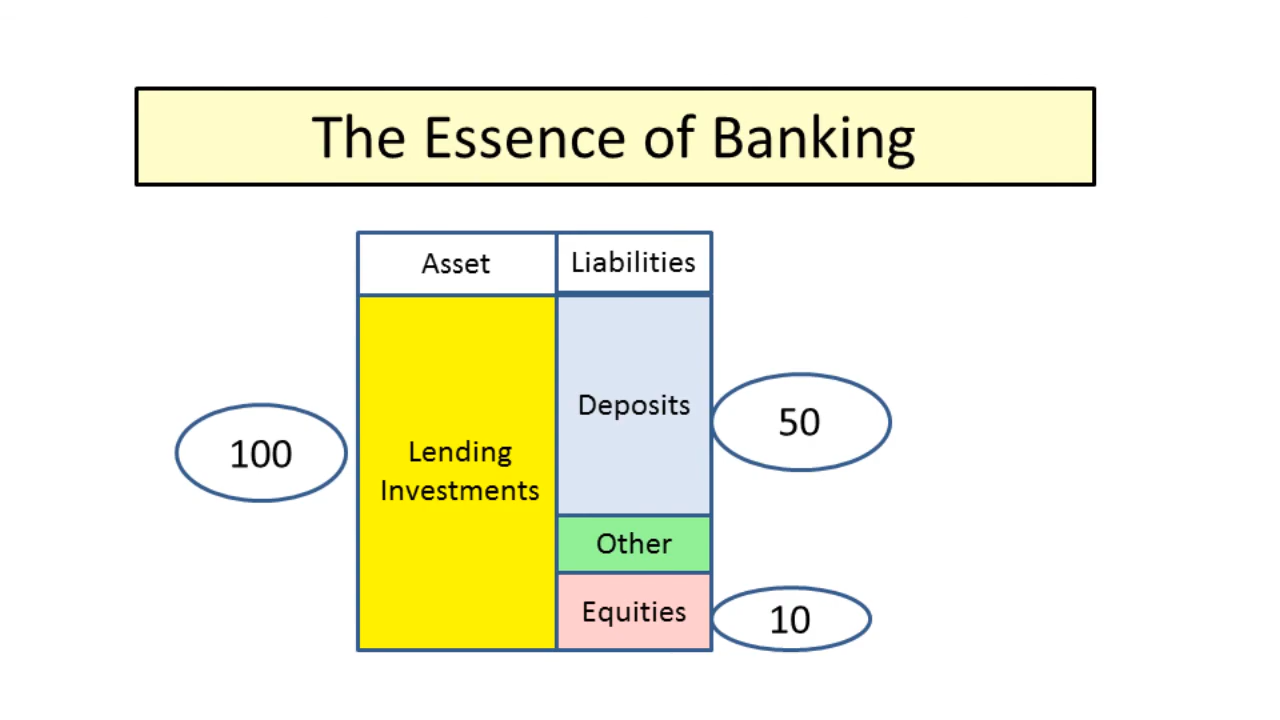 The Essence of Banking
Asset
Liabilities
Deposits
50
100
Lending
Investments
Other
Equities
10